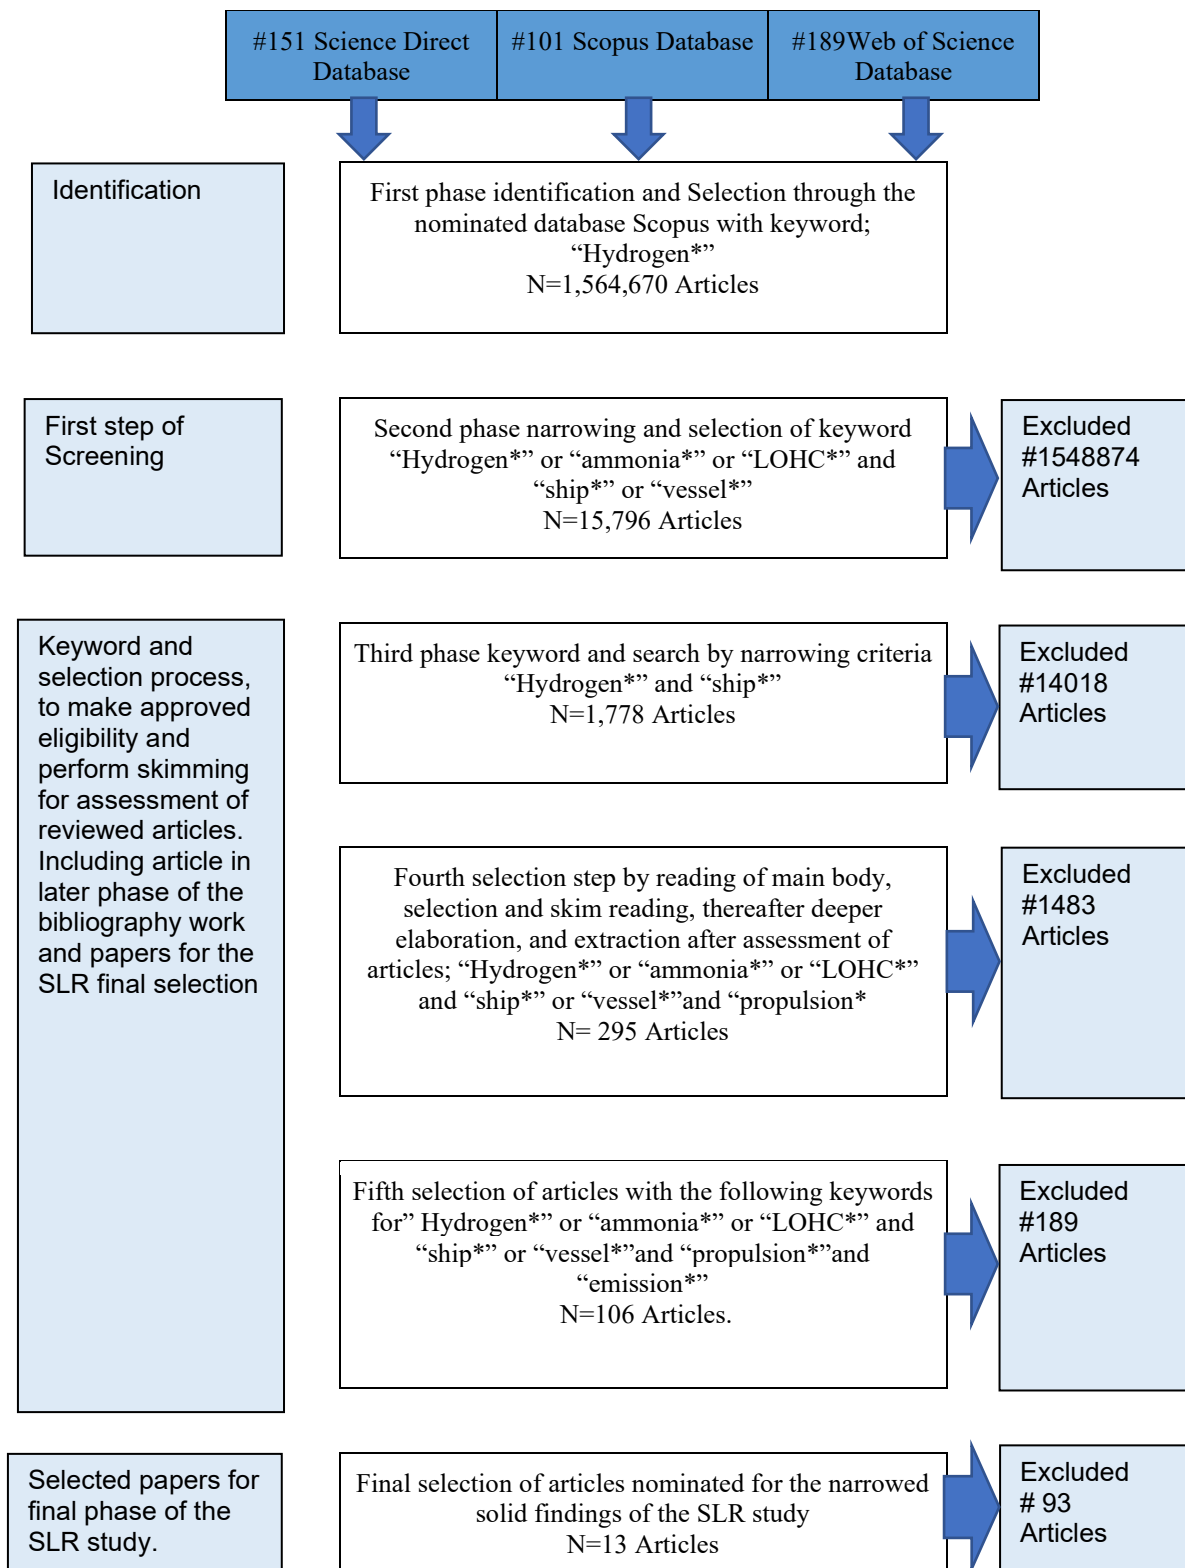 #151 Science Direct
Database
#101 Scopus Database
#189Web of Science
Database
Identification
First phase identification and Selection through the
nominated database Scopus with keyword;
“Hydrogen*”
N=1,564,670 Articles
First step of
Screening
Second phase narrowing and selection of keyword
“Hydrogen*” or “ammonia*” or “LOHC*” and
“ship*” or “vessel*”
N=15,796 Articles
Excluded
#1548874
Articles
Keyword and
selection process,
to make approved
eligibility and
perform skimming
for assessment of
reviewed articles.
Including article in
later phase of the
bibliography work
and papers for the
SLR final selection
Third phase keyword and search by narrowing criteria
“Hydrogen*” and “ship*”
N=1,778 Articles
Excluded
#14018
Articles
Fourth selection step by reading of main body,
selection and skim reading, thereafter deeper
elaboration, and extraction after assessment of
articles; “Hydrogen*” or “ammonia*” or “LOHC*”
and “ship*” or “vessel*”and “propulsion*
N= 295 Articles
Excluded
#1483
Articles
Fifth selection of articles with the following keywords
for” Hydrogen*” or “ammonia*” or “LOHC*” and
“ship*” or “vessel*”and “propulsion*”and
“emission*”
N=106 Articles.
Excluded
#189
Articles
Selected papers for
final phase of the
SLR study.
Final selection of articles nominated for the narrowed
solid findings of the SLR study
N=13 Articles
Excluded
# 93
Articles